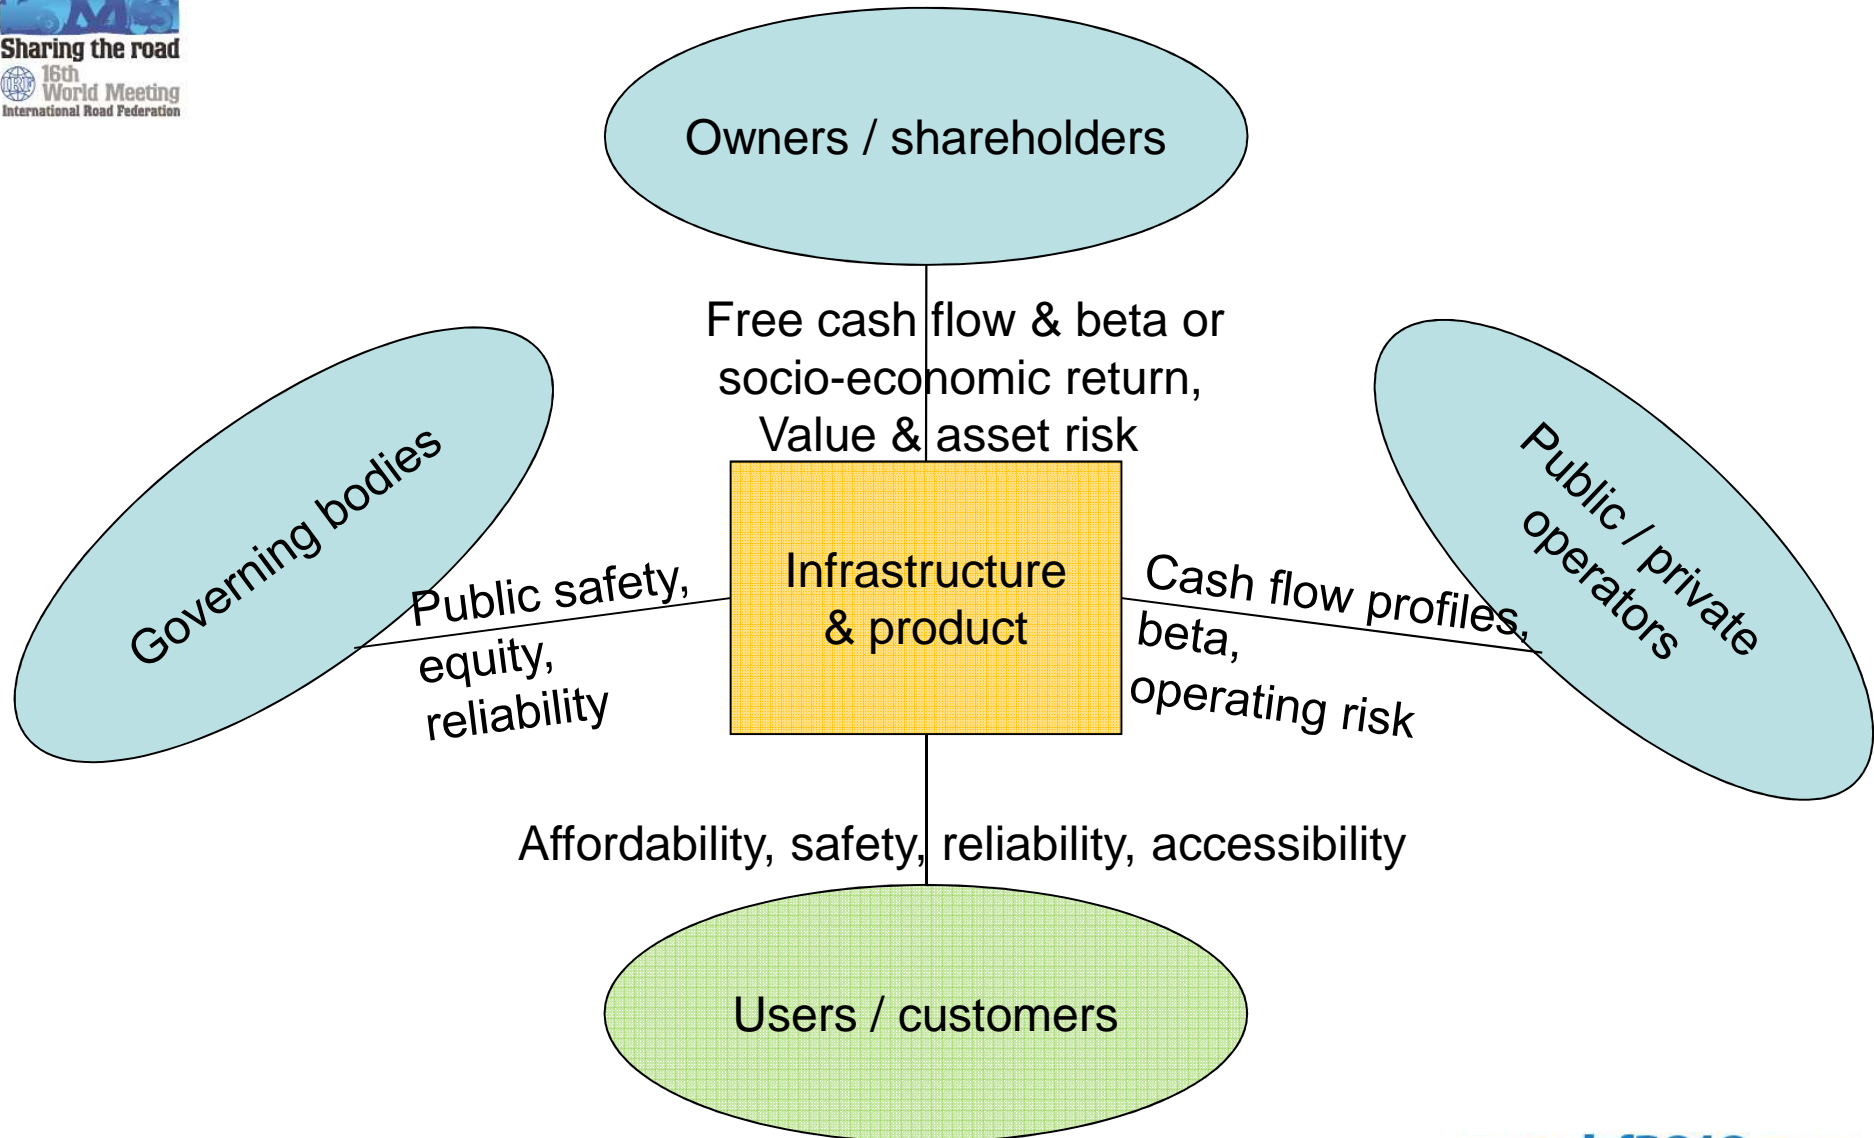 Sharing the road
16th
World Meeting
International Road Federation
Owners / shareholders
Free cash flow & beta or
socio-economic return,
Value & asset risk
Governing bodies
Public safety,
equity,
reliability
Infrastructure
& product
Cash flow profiles,
beta,
operating risk
Public / private
operators
Affordability, safety, reliability, accessibility
Users / customers